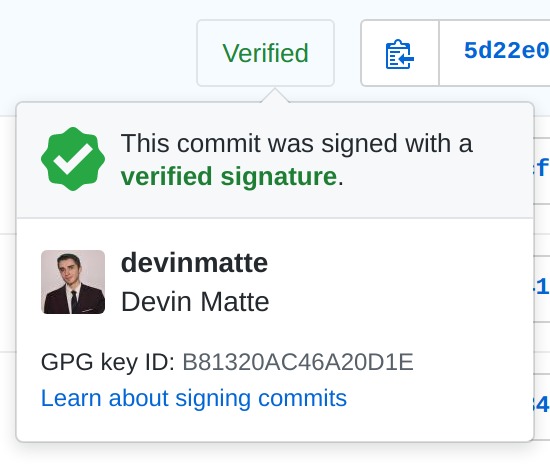 Verified
5d22e0
This commit was signed with a
verified signature.
devinmatte
Devin Matte
GPG key ID: B81320AC46A20D1E
Learn about signing commits